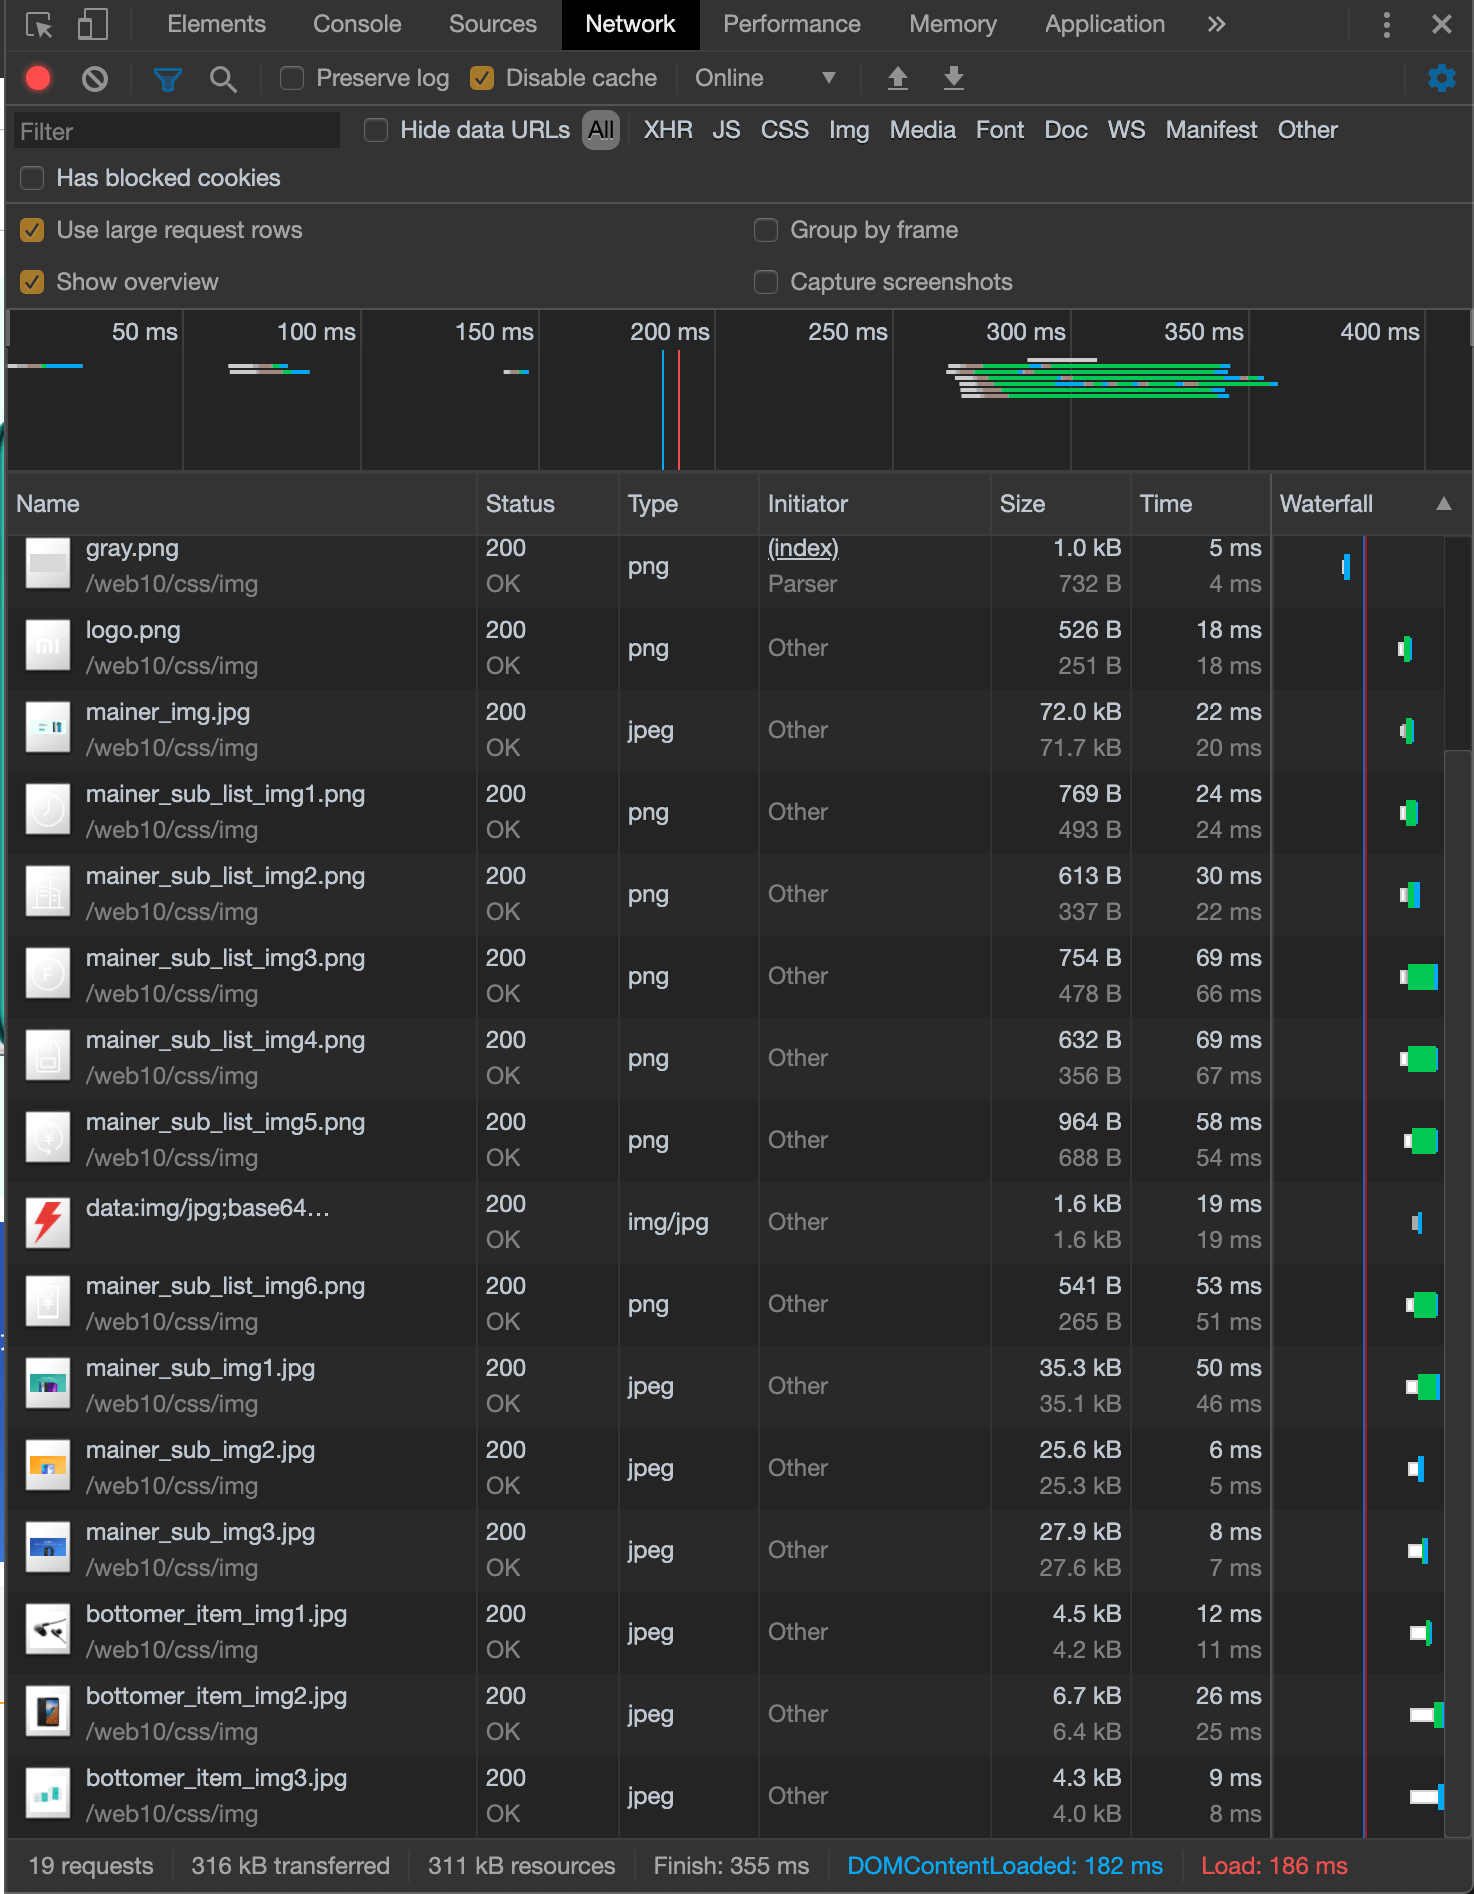 Elements Console Sources Network Performance Memory Application »
Preserve log Disable cache Online
Filter Hide data URLs All XHR JS CSS Img Media Font Doc WS Manifest Other
Has blocked cookies
Use large request rows Group by frame
Show overview Capture screenshots
50 ms 100 ms 150 ms 200 ms 250 ms 300 ms 350 ms 400 ms
Name Status Type Initiator Size Time Waterfall
gray.png 200 png (index) 1.0 kB 5 ms
/web10/css/img OK Parser 732 B 4 ms
logo.png 200 png Other 526 B 18 ms
/web10/css/img OK 251 B 18 ms
mainer_img.jpg 200 jpeg Other 72.0 kB 22 ms
/web10/css/img OK 71.7 kB 20 ms
mainer_sub_list_img1.png 200 png Other 769 B 24 ms
/web10/css/img OK 493 B 24 ms
mainer_sub_list_img2.png 200 png Other 613 B 30 ms
/web10/css/img OK 337 B 22 ms
mainer_sub_list_img3.png 200 png Other 754 B 69 ms
/web10/css/img OK 478 B 66 ms
mainer_sub_list_img4.png 200 png Other 632 B 69 ms
/web10/css/img OK 356 B 67 ms
mainer_sub_list_img5.png 200 png Other 964 B 58 ms
/web10/css/img OK 688 B 54 ms
data:img/jpg;base64… 200 img/jpg Other 1.6 kB 19 ms
OK 1.6 kB 19 ms
mainer_sub_list_img6.png 200 png Other 541 B 53 ms
/web10/css/img OK 265 B 51 ms
mainer_sub_img1.jpg 200 jpeg Other 35.3 kB 50 ms
/web10/css/img OK 35.1 kB 46 ms
mainer_sub_img2.jpg 200 jpeg Other 25.6 kB 6 ms
/web10/css/img OK 25.3 kB 5 ms
mainer_sub_img3.jpg 200 jpeg Other 27.9 kB 8 ms
/web10/css/img OK 27.6 kB 7 ms
bottomer_item_img1.jpg 200 jpeg Other 4.5 kB 12 ms
/web10/css/img OK 4.2 kB 11 ms
bottomer_item_img2.jpg 200 jpeg Other 6.7 kB 26 ms
/web10/css/img OK 6.4 kB 25 ms
bottomer_item_img3.jpg 200 jpeg Other 4.3 kB 9 ms
/web10/css/img OK 4.0 kB 8 ms
19 requests 316 kB transferred 311 kB resources Finish: 355 ms DOMContentLoaded: 182 ms Load: 186 ms